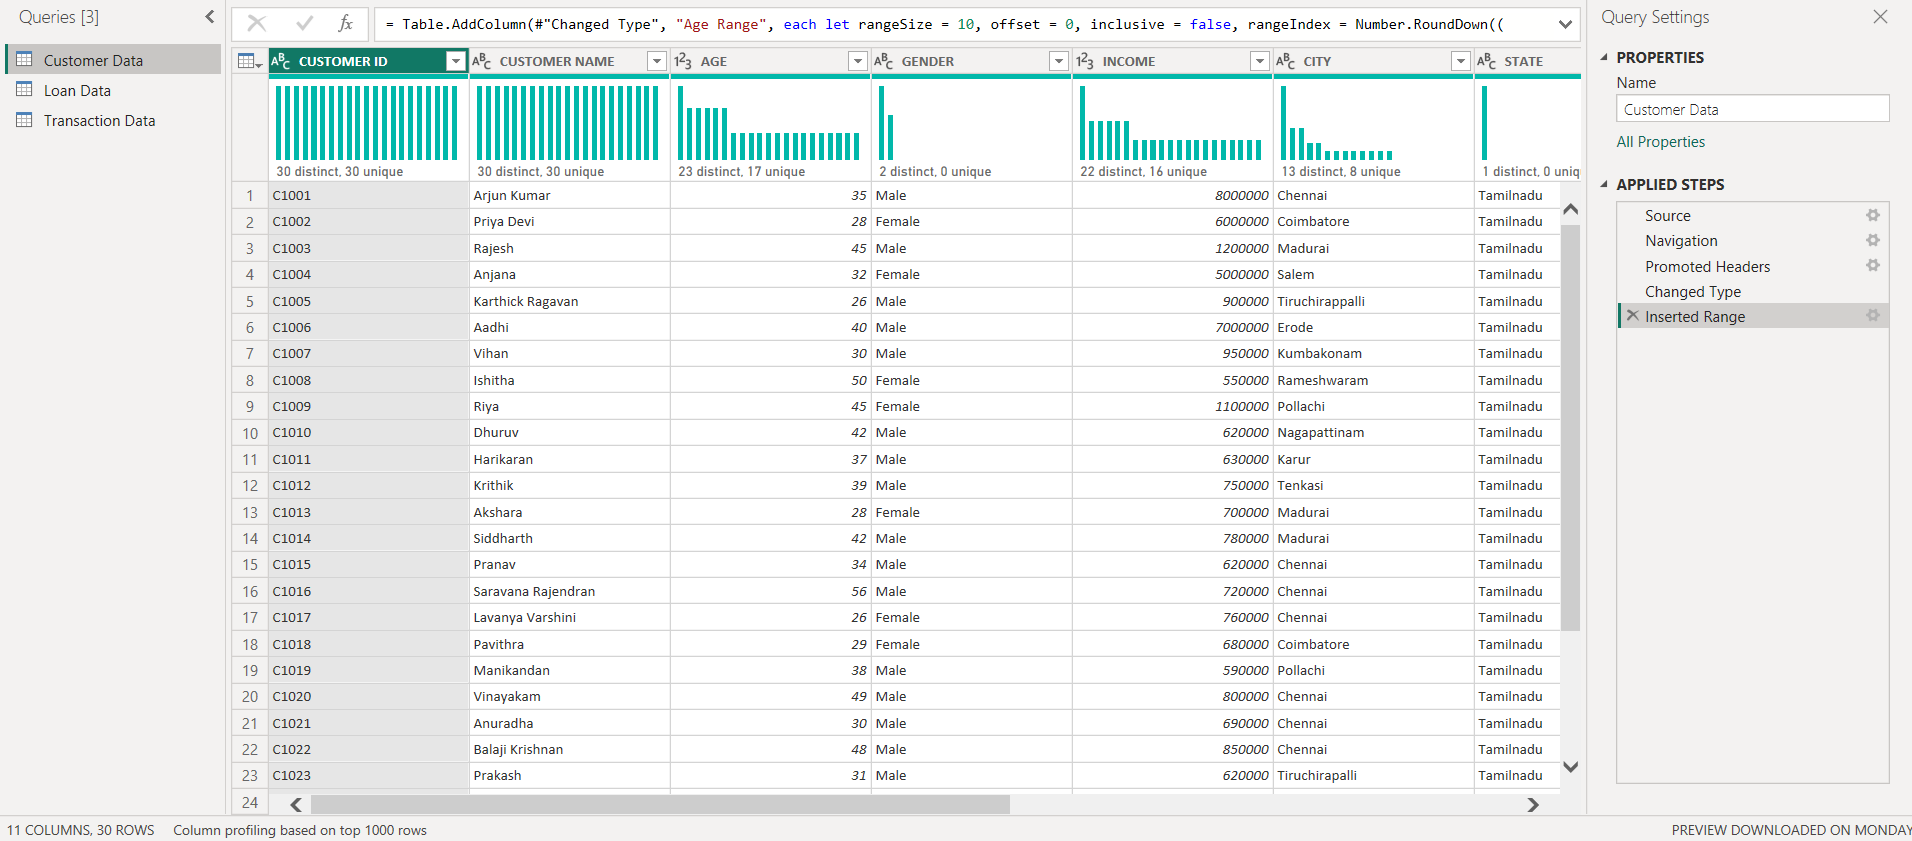 Queries [3]
Customer Data
Loan Data
Transaction Data
fx
= Table.AddColumn(#"Changed Type", "Age Range", each let rangeSize = 10, offset = 0, inclusive = false, rangeIndex = Number.RoundDown((
ABC CUSTOMER ID ABC CUSTOMER NAME 123 AGE ABC GENDER 123 INCOME ABC CITY ABC STATE
30 distinct, 30 unique 30 distinct, 30 unique 23 distinct, 17 unique 2 distinct, 0 unique 22 distinct, 16 unique 13 distinct, 8 unique 1 distinct, 0 uniq
1 C1001 Arjun Kumar 35 Male 8000000 Chennai Tamilnadu
2 C1002 Priya Devi 28 Female 6000000 Coimbatore Tamilnadu
3 C1003 Rajesh 45 Male 1200000 Madurai Tamilnadu
4 C1004 Anjana 32 Female 5000000 Salem Tamilnadu
5 C1005 Karthick Ragavan 26 Male 900000 Tiruchirappalli Tamilnadu
6 C1006 Aadhi 40 Male 7000000 Erode Tamilnadu
7 C1007 Vihan 30 Male 950000 Kumbakonam Tamilnadu
8 C1008 Ishitha 50 Female 550000 Rameshwaram Tamilnadu
9 C1009 Riya 45 Female 1100000 Pollachi Tamilnadu
10 C1010 Dhuruv 42 Male 620000 Nagapattinam Tamilnadu
11 C1011 Harikaran 37 Male 630000 Karur Tamilnadu
12 C1012 Krithik 39 Male 750000 Tenkasi Tamilnadu
13 C1013 Akshara 28 Female 700000 Madurai Tamilnadu
14 C1014 Siddharth 42 Male 780000 Madurai Tamilnadu
15 C1015 Pranav 34 Male 620000 Chennai Tamilnadu
16 C1016 Saravana Rajendran 56 Male 720000 Chennai Tamilnadu
17 C1017 Lavanya Varshini 26 Female 760000 Chennai Tamilnadu
18 C1018 Pavithra 29 Female 680000 Coimbatore Tamilnadu
19 C1019 Manikandan 38 Male 590000 Pollachi Tamilnadu
20 C1020 Vinayakam 49 Male 800000 Chennai Tamilnadu
21 C1021 Anuradha 30 Male 690000 Chennai Tamilnadu
22 C1022 Balaji Krishnan 48 Male 850000 Chennai Tamilnadu
23 C1023 Prakash 31 Male 620000 Tiruchirapalli Tamilnadu
24
Query Settings
PROPERTIES
Name
Customer Data
All Properties
APPLIED STEPS
Source
Navigation
Promoted Headers
Changed Type
Inserted Range
11 COLUMNS, 30 ROWS Column profiling based on top 1000 rows
PREVIEW DOWNLOADED ON MONDAY